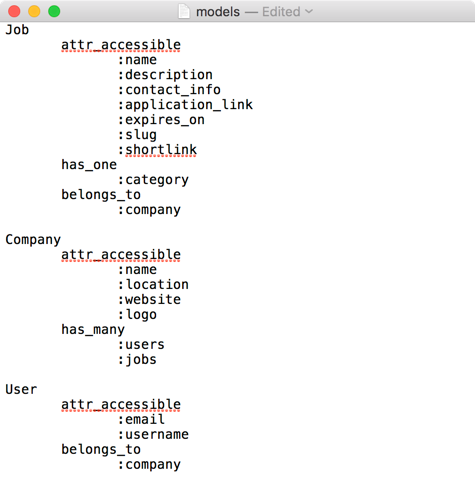 models — Edited
Job
attr_accessible
:name
:description
:contact_info
:application_link
:expires_on
:slug
:shortlink
has_one
:category
belongs_to
:company
Company
attr_accessible
:name
:location
:website
:logo
has_many
:users
:jobs
User
attr_accessible
:email
:username
belongs_to
:company